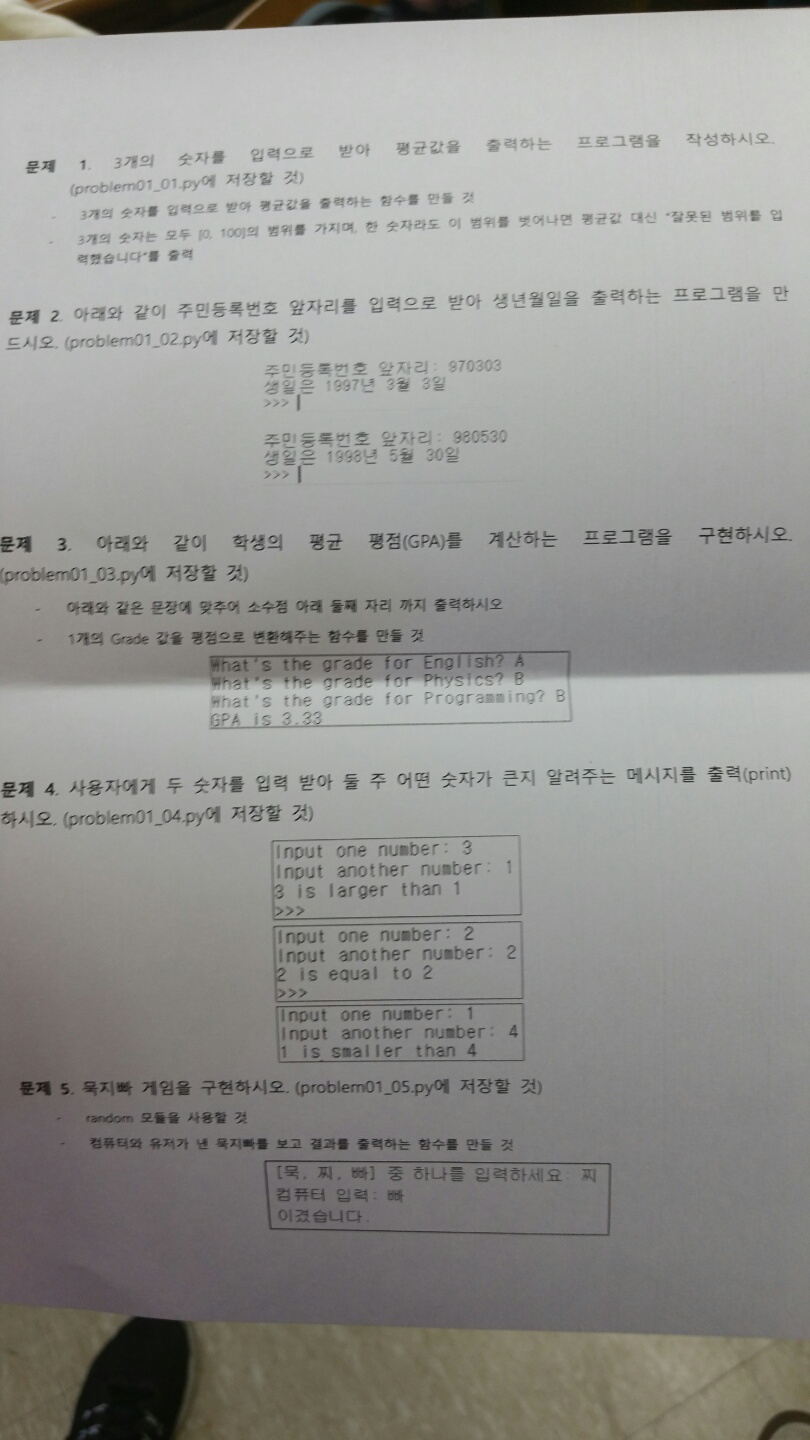 문제 1. 3개의 숫자를 입력으로 받아 평균값을 출력하는 프로그램을 작성하시오.
(problem01_01.py에 저장할 것)
- 3개의 숫자를 입력으로 받아 평균값을 출력하는 함수를 만들 것
- 3개의 숫자는 모두 [0, 100]의 범위를 가지며, 한 숫자라도 이 범위를 벗어나면 평균값 대신 "잘못된 범위를 입
력했습니다"를 출력
문제 2. 아래와 같이 주민등록번호 앞자리를 입력으로 받아 생년월일을 출력하는 프로그램을 만
드시오. (problem01_02.py에 저장할 것)
주민등록번호 앞자리: 970303
생일은 1997년 3월 3일
>>>
주민등록번호 앞자리: 980530
생일은 1998년 5월 30일
>>>
문제 3. 아래와 같이 학생의 평균 평점(GPA)를 계산하는 프로그램을 구현하시오.
(problem01_03.py에 저장할 것)
- 아래와 같은 문장에 맞추어 소수점 아래 둘째 자리 까지 출력하시오
- 1개의 Grade 값을 평점으로 변환해주는 함수를 만들 것
What's the grade for English? A
What's the grade for Physics? B
What's the grade for Programming? B
GPA is 3.33
문제 4. 사용자에게 두 숫자를 입력 받아 둘 주 어떤 숫자가 큰지 알려주는 메시지를 출력(print)
하시오. (problem01_04.py에 저장할 것)
Input one number: 3
Input another number: 1
3 is larger than 1
>>>
Input one number: 2
Input another number: 2
2 is equal to 2
>>>
Input one number: 1
Input another number: 4
1 is smaller than 4
문제 5. 묵지빠 게임을 구현하시오. (problem01_05.py에 저장할 것)
- random 모듈을 사용할 것
- 컴퓨터와 유저가 낸 묵지빠를 보고 결과를 출력하는 함수를 만들 것
[묵, 찌, 빠] 중 하나를 입력하세요: 찌
컴퓨터 입력: 빠
이겼습니다.